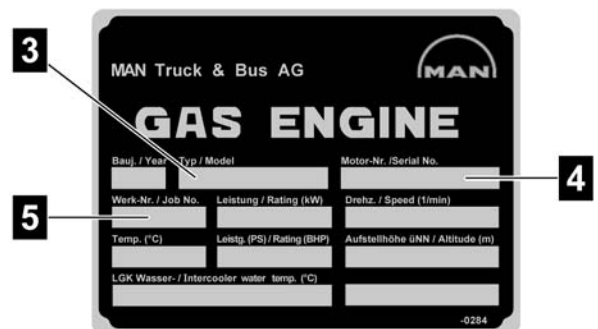 3
MAN Truck & Bus AG
MAN
GAS ENGINE
Bauj. / Year Typ / Model Motor-Nr. /Serial No.
4
Werk-Nr. / Job No. Leistung / Rating (kW) Drehz. / Speed (1/min)
5
Temp. (°C) Leistg. (PS) / Rating (BHP) Aufstellhöhe üNN / Altitude (m)
LGK Wasser- / Intercooler water temp. (°C)
-0284